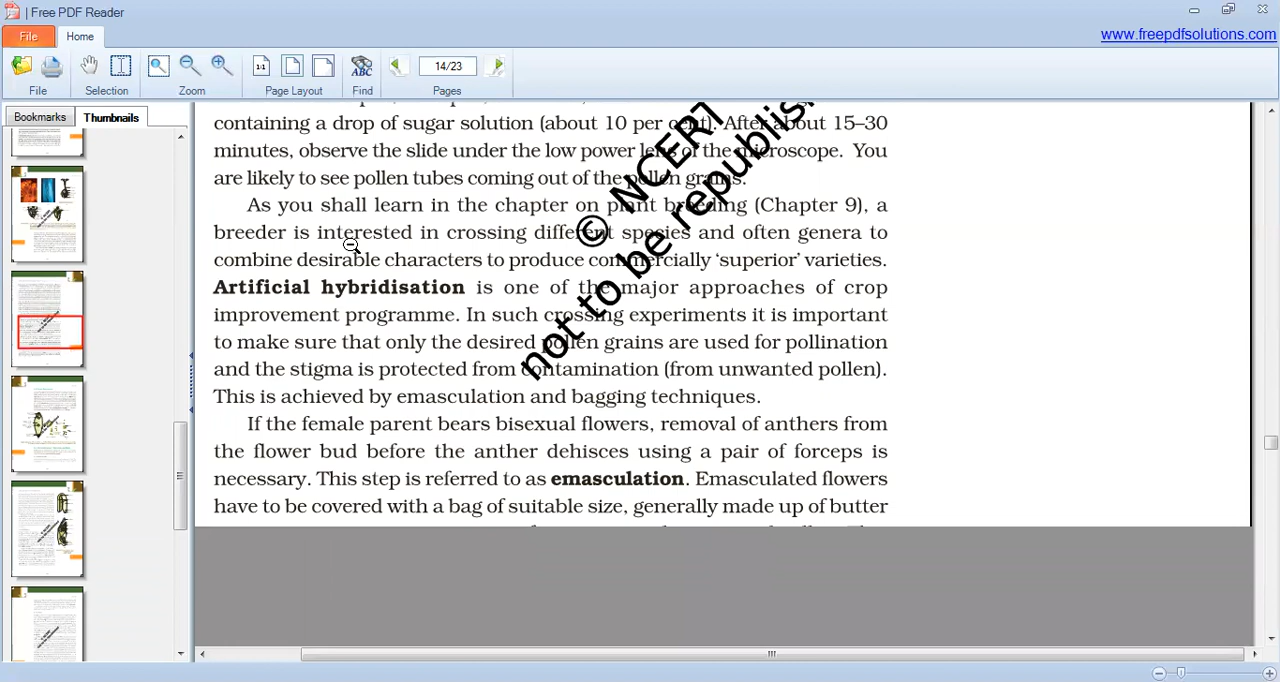 Free PDF Reader
File
Home
www.freepdfsolutions.com
1:1
ABC
14/23
File
Selection
Zoom
Page Layout
Find
Pages
Bookmarks
Thumbnails
containing a drop of sugar solution (about 10 per cent). After about 15–30
minutes, observe the slide under the low power lens of the microscope. You
are likely to see pollen tubes coming out of the pollen grains.
As you shall learn in the chapter on plant breeding (Chapter 9), a
breeder is interested in crossing different species and often genera to
combine desirable characters to produce commercially ‘superior’ varieties.
Artificial hybridisation is one of the major approaches of crop
improvement programme. In such crossing experiments it is important
to make sure that only the desired pollen grains are used for pollination
and the stigma is protected from contamination (from unwanted pollen).
This is achieved by emasculation and bagging techniques.
If the female parent bears bisexual flowers, removal of anthers from
the flower bud before the anther dehisces using a pair of forceps is
necessary. This step is referred to as emasculation. Emasculated flowers
have to be covered with a bag of suitable size, generally made up of butter
© NCERT
not to be republis